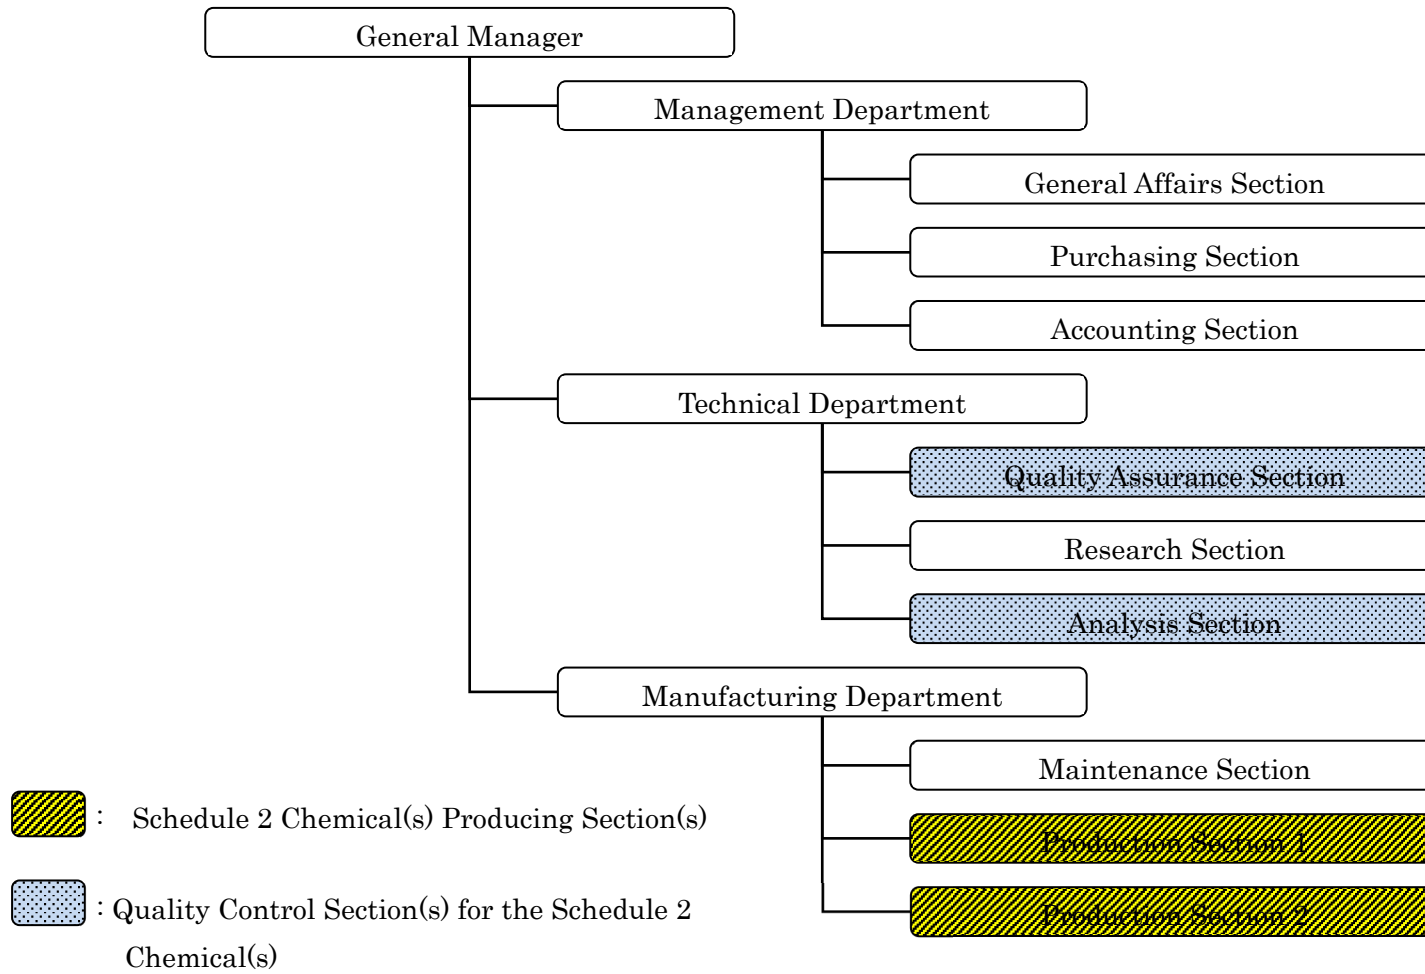 General Manager
Management Department
General Affairs Section
Purchasing Section
Accounting Section
Technical Department
Quality Assurance Section
Research Section
Analysis Section
Manufacturing Department
Maintenance Section
Production Section 1
Production Section 2
: Schedule 2 Chemical(s) Producing Section(s)
: Quality Control Section(s) for the Schedule 2
Chemical(s)